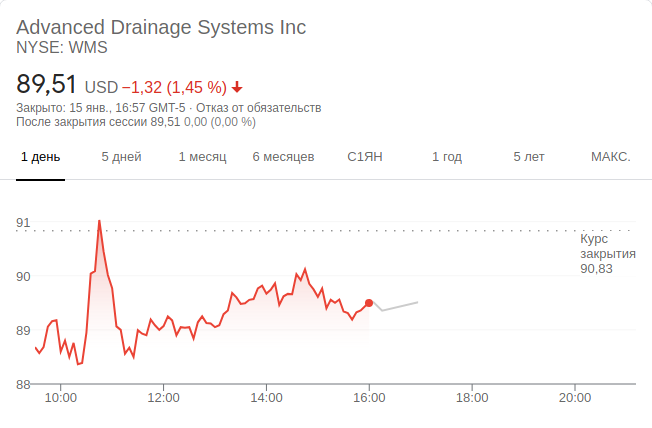 Advanced Drainage Systems Inc
NYSE: WMS
89,51 USD −1,32 (1,45 %)
Закрыто: 15 янв., 16:57 GMT-5 · Отказ от обязательств
После закрытия сессии 89,51 0,00 (0,00 %)
1 день 5 дней 1 месяц 6 месяцев С1ЯН 1 год 5 лет МАКС.
91
Курс
закрытия
90,83
90
89
88
10:00 12:00 14:00 16:00 18:00 20:00